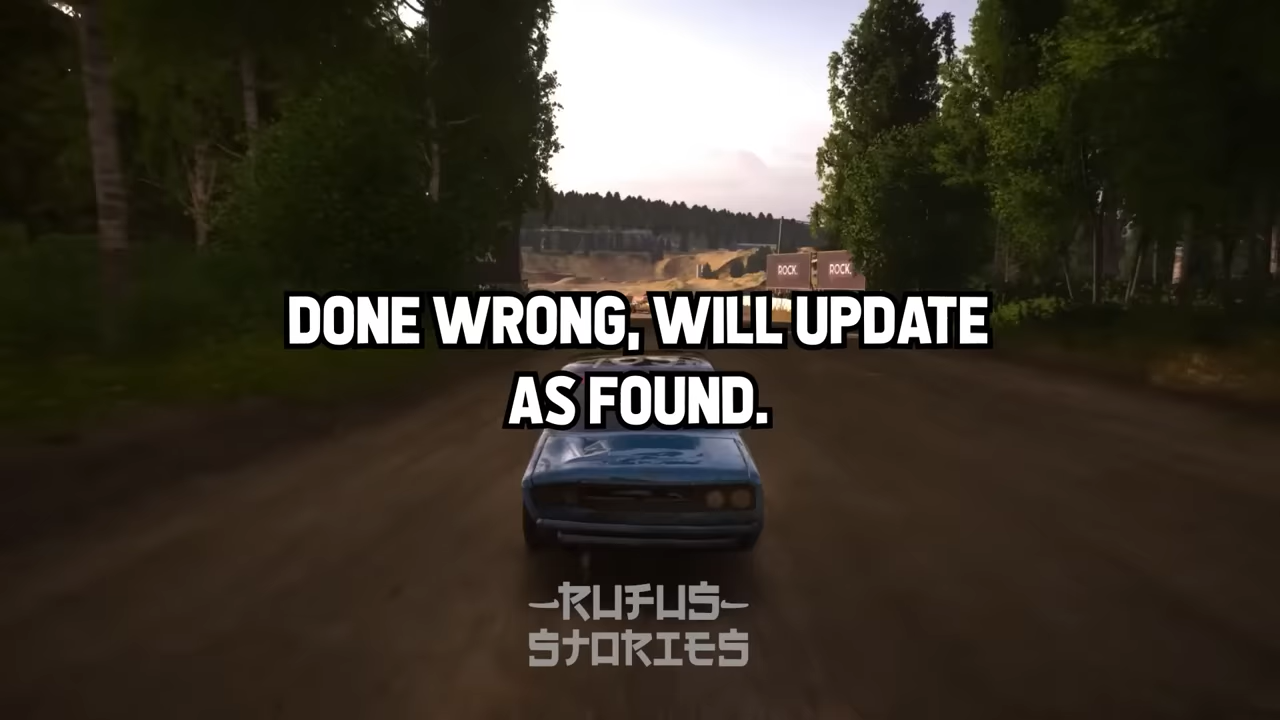 ROCK. ROCK.
DONE WRONG, WILL UPDATE
AS FOUND.
RUFUS
STORIES